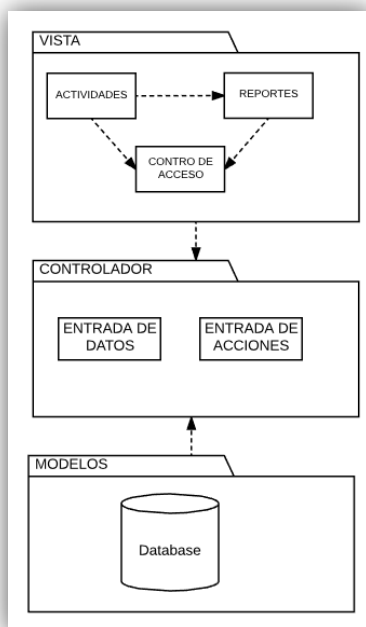 VISTA
ACTIVIDADES
REPORTES
CONTRO DE
ACCESO
CONTROLADOR
ENTRADA DE
DATOS
ENTRADA DE
ACCIONES
MODELOS
Database